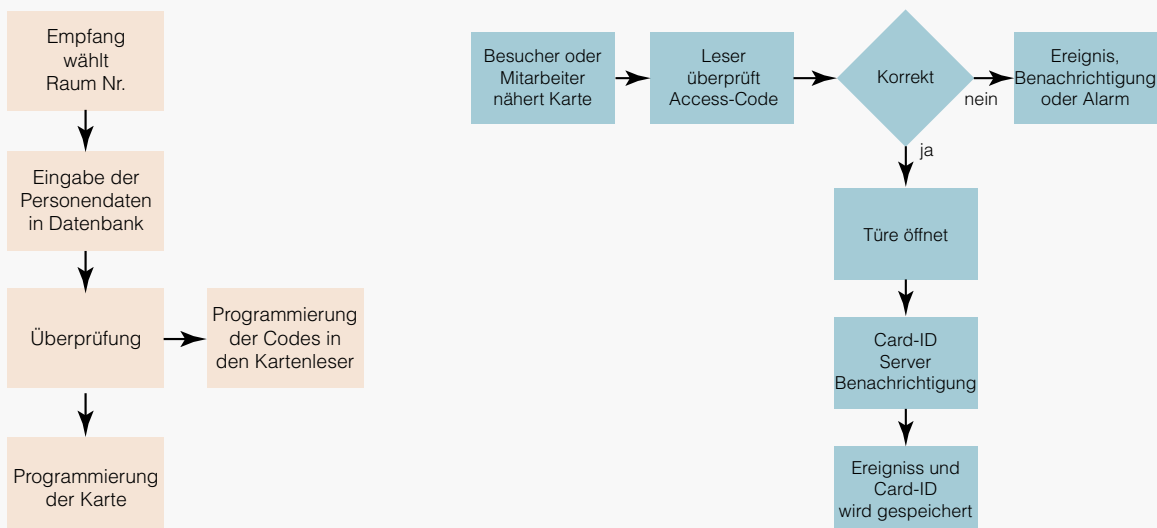 Empfang
wählt
Raum Nr.
Eingabe der
Personendaten
in Datenbank
Überprüfung
Programmierung
der Codes in
den Kartenleser
Programmierung
der Karte
Besucher oder
Mitarbeiter
nähert Karte
Leser
überprüft
Access-Code
Korrekt
nein
Ereignis,
Benachrichtigung
oder Alarm
ja
Türe öffnet
Card-ID
Server
Benachrichtigung
Ereigniss und
Card-ID
wird gespeichert